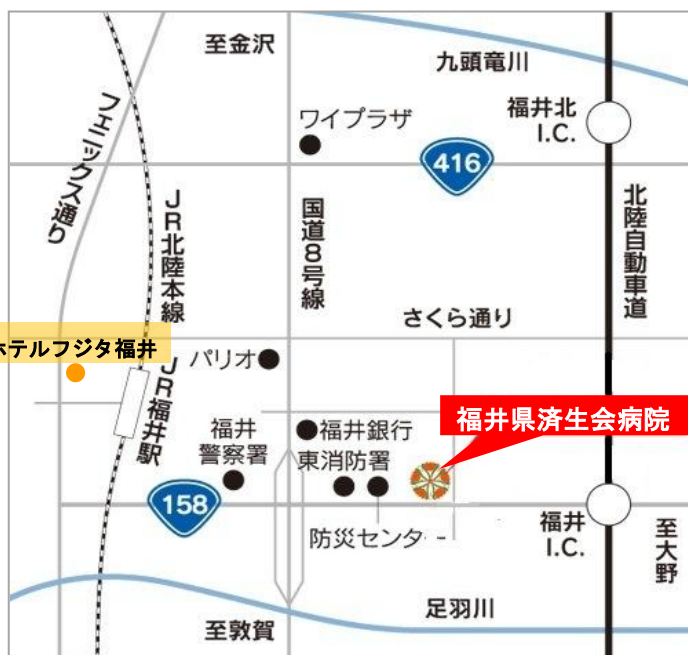 至金沢
九頭竜川
フェニックス通り
ワイプラザ
福井北
I.C.
416
JR北陸本線
国道8号線
北陸自動車道
さくら通り
ホテルフジタ福井
パリオ
JR福井駅
福井県済生会病院
福井
警察署
福井銀行
東消防署
158
防災センター
福井
I.C.
至大野
足羽川
至敦賀